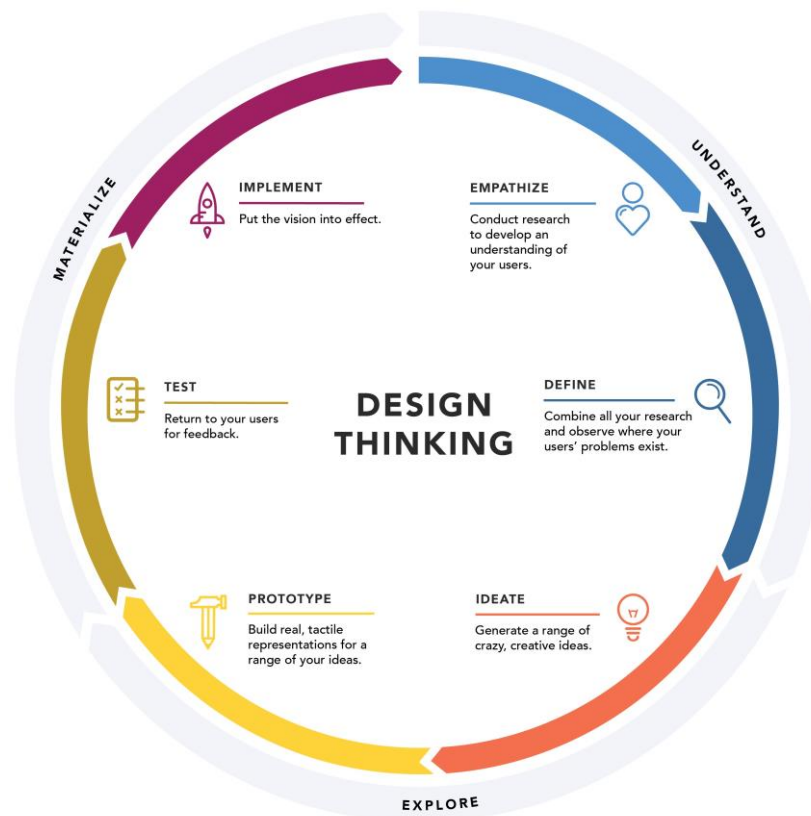 DESIGN
THINKING
UNDERSTAND
EMPATHIZE
Conduct research
to develop an
understanding of
your users.
DEFINE
Combine all your research
and observe where your
users' problems exist.
EXPLORE
IDEATE
Generate a range of
crazy, creative ideas.
PROTOTYPE
Build real, tactile
representations for a
range of your ideas.
MATERIALIZE
TEST
Return to your users
for feedback.
IMPLEMENT
Put the vision into effect.